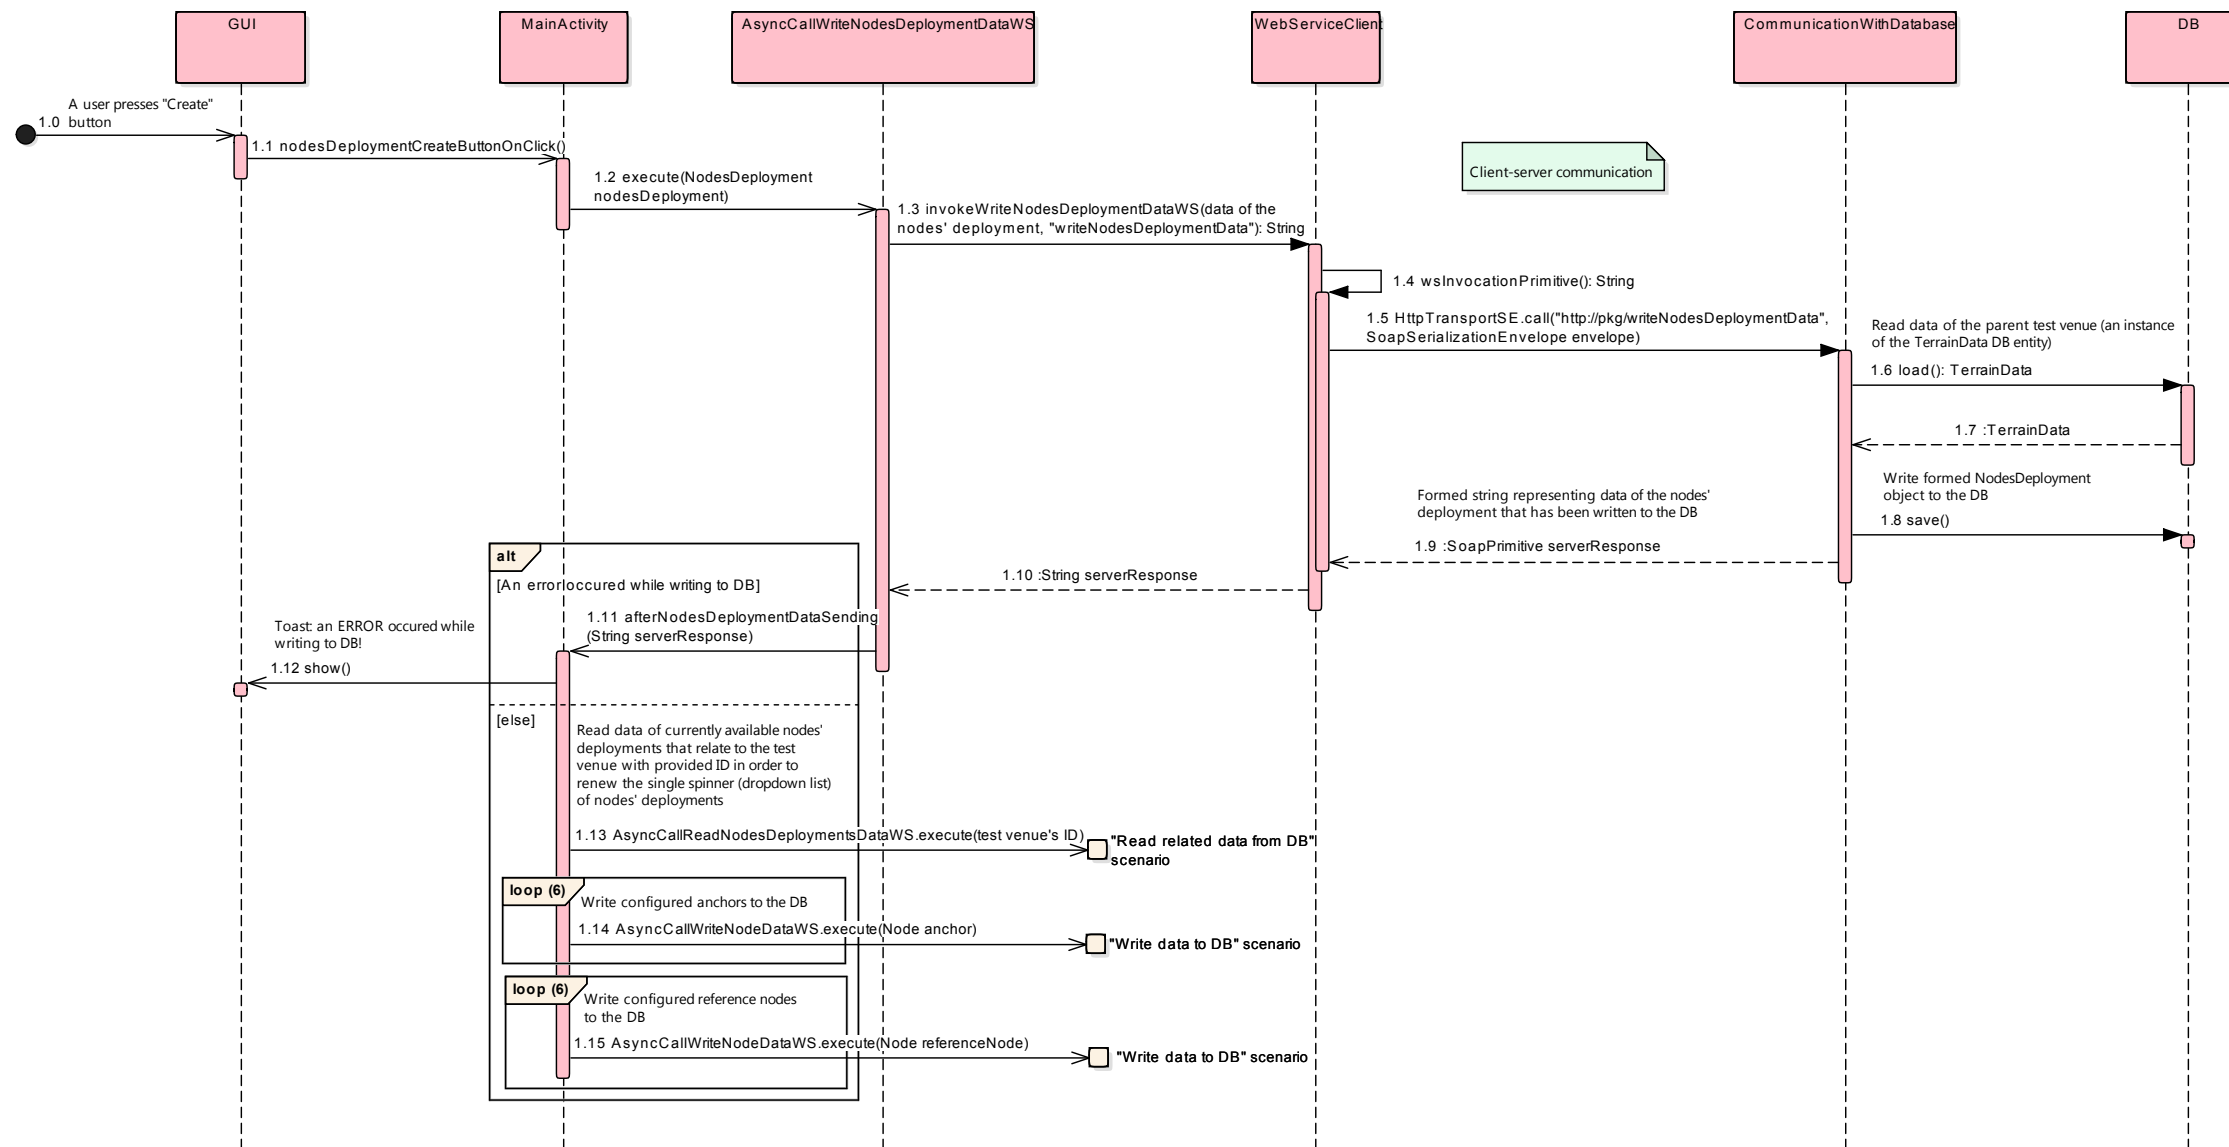 GUI
MainActivity
AsyncCallWriteNodesDeploymentDataWS
WebServiceClient
CommunicationWithDatabase
DB
A user presses "Create"
1.0 button
1.1 nodesDeploymentCreateButtonOnClick()
1.2 execute(NodesDeployment
nodesDeployment)
Client-server communication
1.3 invokeWriteNodesDeploymentDataWS(data of the
nodes' deployment, "writeNodesDeploymentData"): String
1.4 wsInvocationPrimitive(): String
1.5 HttpTransportSE.call("http://pkg/writeNodesDeploymentData",
SoapSerializationEnvelope envelope)
Read data of the parent test venue (an instance
of the TerrainData DB entity)
1.6 load(): TerrainData
1.7 :TerrainData
Write formed NodesDeployment
object to the DB
1.8 save()
Formed string representing data of the nodes'
deployment that has been written to the DB
1.9 :SoapPrimitive serverResponse
1.10 :String serverResponse
alt
[An error occured while writing to DB]
1.11 afterNodesDeploymentDataSending
(String serverResponse)
Toast: an ERROR occured while
writing to DB!
1.12 show()
[else]
Read data of currently available nodes'
deployments that relate to the test
venue with provided ID in order to
renew the single spinner (dropdown list)
of nodes' deployments
1.13 AsyncCallReadNodesDeploymentsDataWS.execute(test venue's ID)
"Read related data from DB"
scenario
loop (6)
Write configured anchors to the DB
1.14 AsyncCallWriteNodeDataWS.execute(Node anchor)
"Write data to DB" scenario
loop (6)
Write configured reference nodes
to the DB
1.15 AsyncCallWriteNodeDataWS.execute(Node referenceNode)
"Write data to DB" scenario